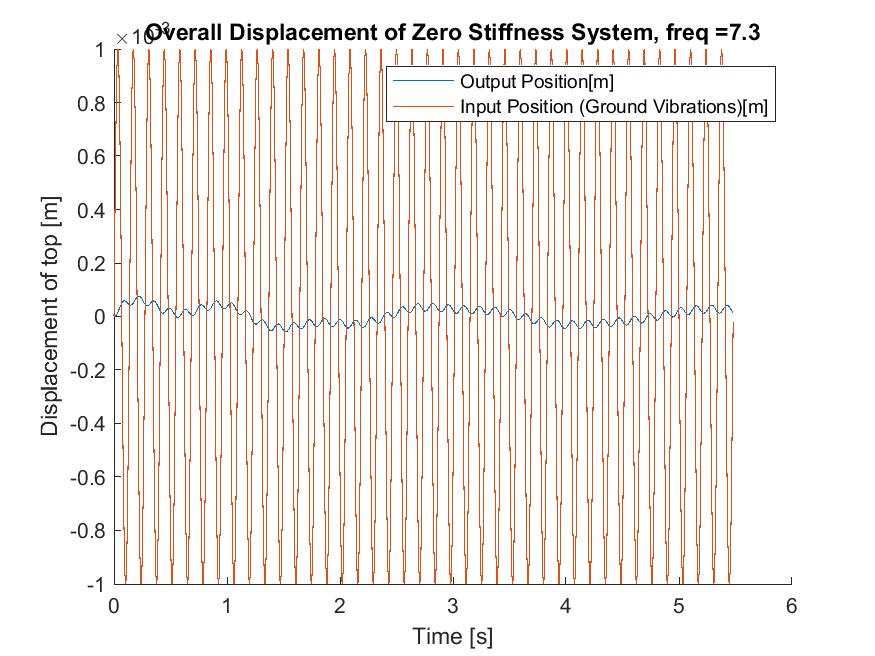 ×10-3
Overall Displacement of Zero Stiffness System, freq =7.3
Output Position[m]
Input Position (Ground Vibrations)[m]
Displacement of top [m]
1
0.8
0.6
0.4
0.2
0
-0.2
-0.4
-0.6
-0.8
-1
0 1 2 3 4 5 6
Time [s]